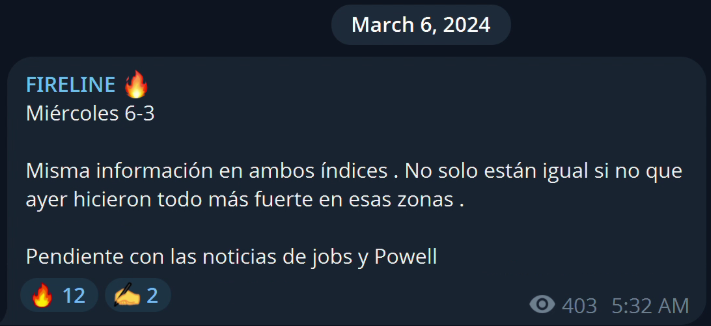 March 6, 2024
FIRELINE 🔥
Miércoles 6-3
Misma información en ambos índices . No solo están igual si no que
ayer hicieron todo más fuerte en esas zonas .
Pendiente con las noticias de jobs y Powell
🔥 12 ✍️ 2
403 5:32 AM